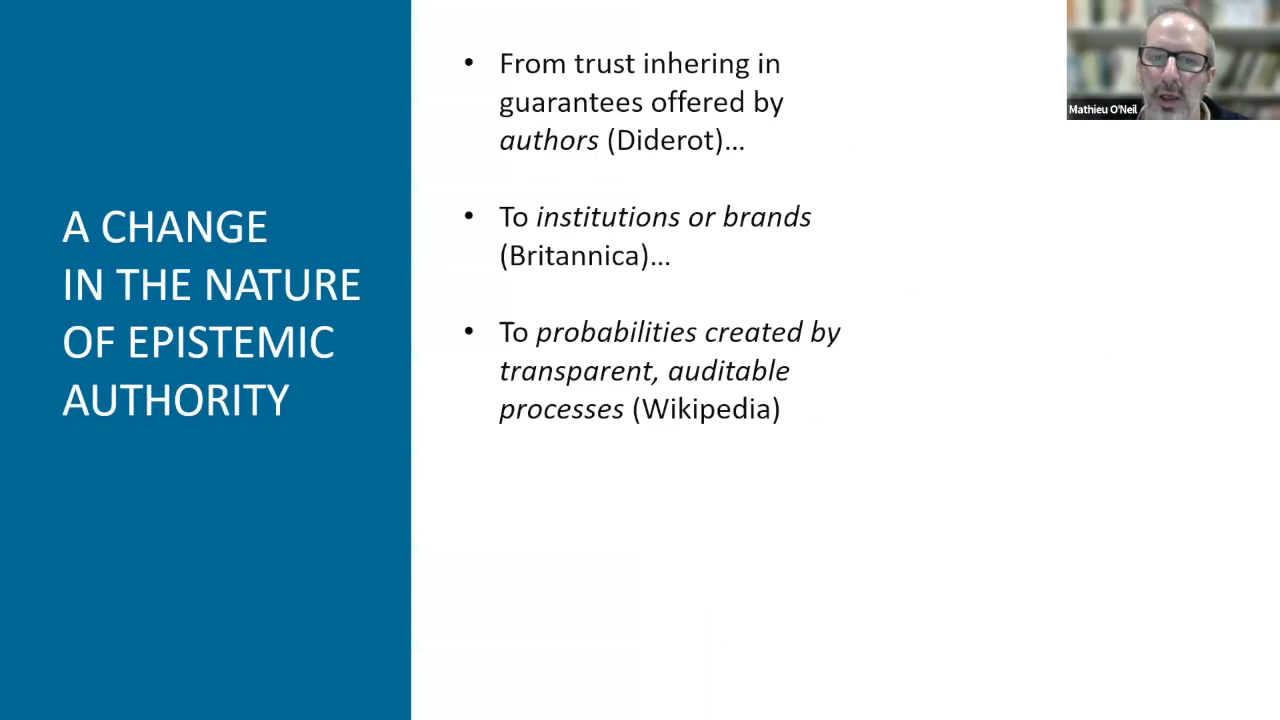 A CHANGE
IN THE NATURE
OF EPISTEMIC
AUTHORITY
• From trust inhering in
guarantees offered by
authors (Diderot)…
• To institutions or brands
(Britannica)…
• To probabilities created by
transparent, auditable
processes (Wikipedia)
Mathieu O'Neil